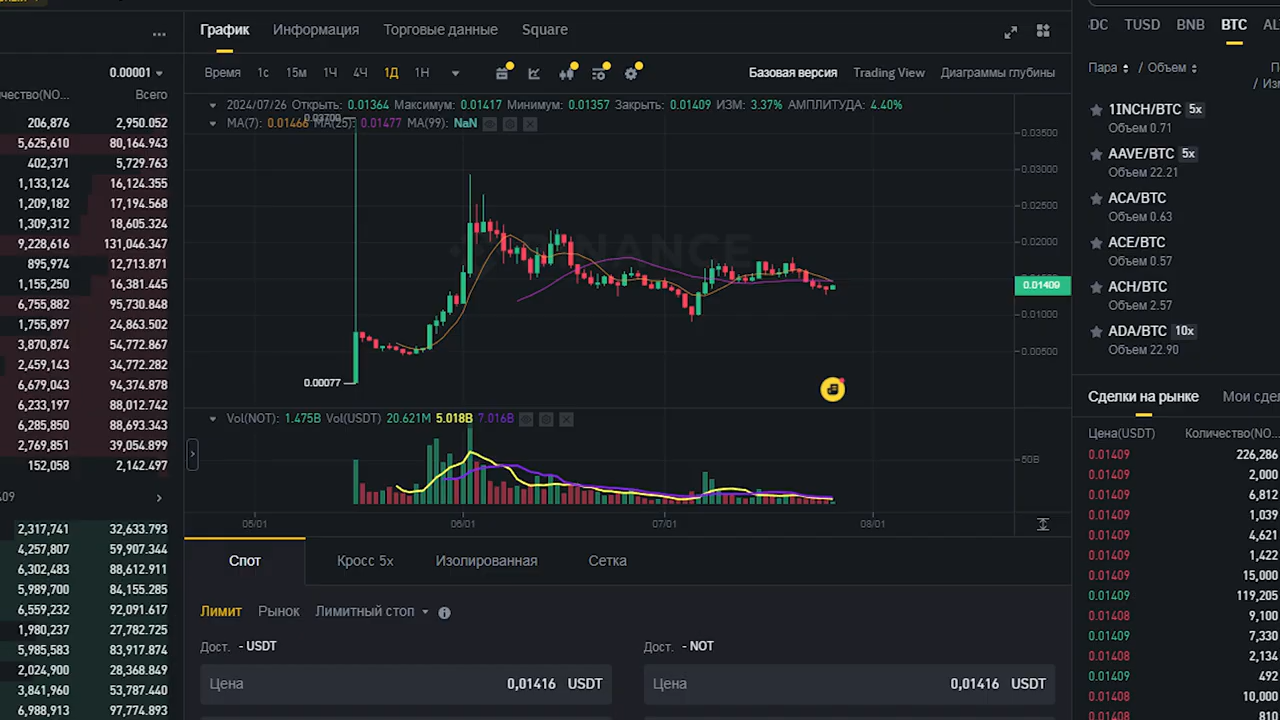 График Информация Торговые данные Square
Время 1с 15м 1Ч 4Ч 1Д 1Н
Базовая версия Trading View Диаграммы глубины
2024/07/26 Открыть: 0.01364 Максимум: 0.01417 Минимум: 0.01357 Закрыть: 0.01409 ИЗМ: 3.37% АМПЛИТУДА: 4.40%
MA(7): 0.01466 MA(25): 0.01477 MA(99): NaN
0.03700
0.03500
0.03000
0.02500
0.02000
BINANCE
0.01409
0.01000
0.00500
0.00077
Vol(NOT): 1.475B Vol(USDT) 20.621M 5.018B 7.016B
50B
05/01 06/01 07/01 08/01
Спот Кросс 5x Изолированная Сетка
Лимит Рынок Лимитный стоп
Дост. - USDT
Цена 0,01416 USDT
Дост. - NOT
Цена 0,01416 USDT
0.00001
чество(NO... Всего
206,876 2,950.052
5,625,610 80,164.943
402,371 5,729.763
1,133,124 16,124.355
1,209,182 17,194.568
1,309,312 18,605.324
9,228,616 131,046.347
895,974 12,713.871
1,155,250 16,381.445
6,755,882 95,730.848
1,755,897 24,863.502
3,870,874 54,772.867
2,459,143 34,772.282
6,679,043 94,374.878
6,233,197 88,012.742
6,285,850 88,693.343
2,769,851 39,054.899
152,058 2,142.497
409
2,317,741 32,633.793
4,257,807 59,907.344
6,302,483 88,612.911
5,989,700 84,155.285
6,559,232 92,091.617
1,980,237 27,782.725
5,985,583 83,917.874
2,024,900 28,368.849
3,841,960 53,787.440
6,988,913 97,774.893
DC TUSD BNB BTC AL
Пара / Объем П
/ Изм
1INCH/BTC 5x
Объем 0.71
AAVE/BTC 5x
Объем 22.21
ACA/BTC
Объем 0.63
ACE/BTC
Объем 0.57
ACH/BTC
Объем 2.57
ADA/BTC 10x
Объем 22.90
Сделки на рынке Мои сдел
Цена(USDT) Количество(NO...
0.01409 226,286
0.01409 2,000
0.01409 6,812
0.01409 1,039
0.01409 4,621
0.01409 1,422
0.01409 15,000
0.01409 119,205
0.01408 9,100
0.01409 7,330
0.01408 2,134
0.01409 492
0.01408 10,000
0.01409 810